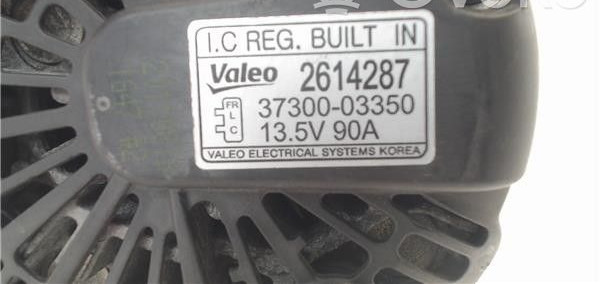 I.C REG. BUILT IN
Valeo 2614287
FR
L
C
37300-03350
13.5V 90A
VALEO ELECTRICAL SYSTEMS KOREA